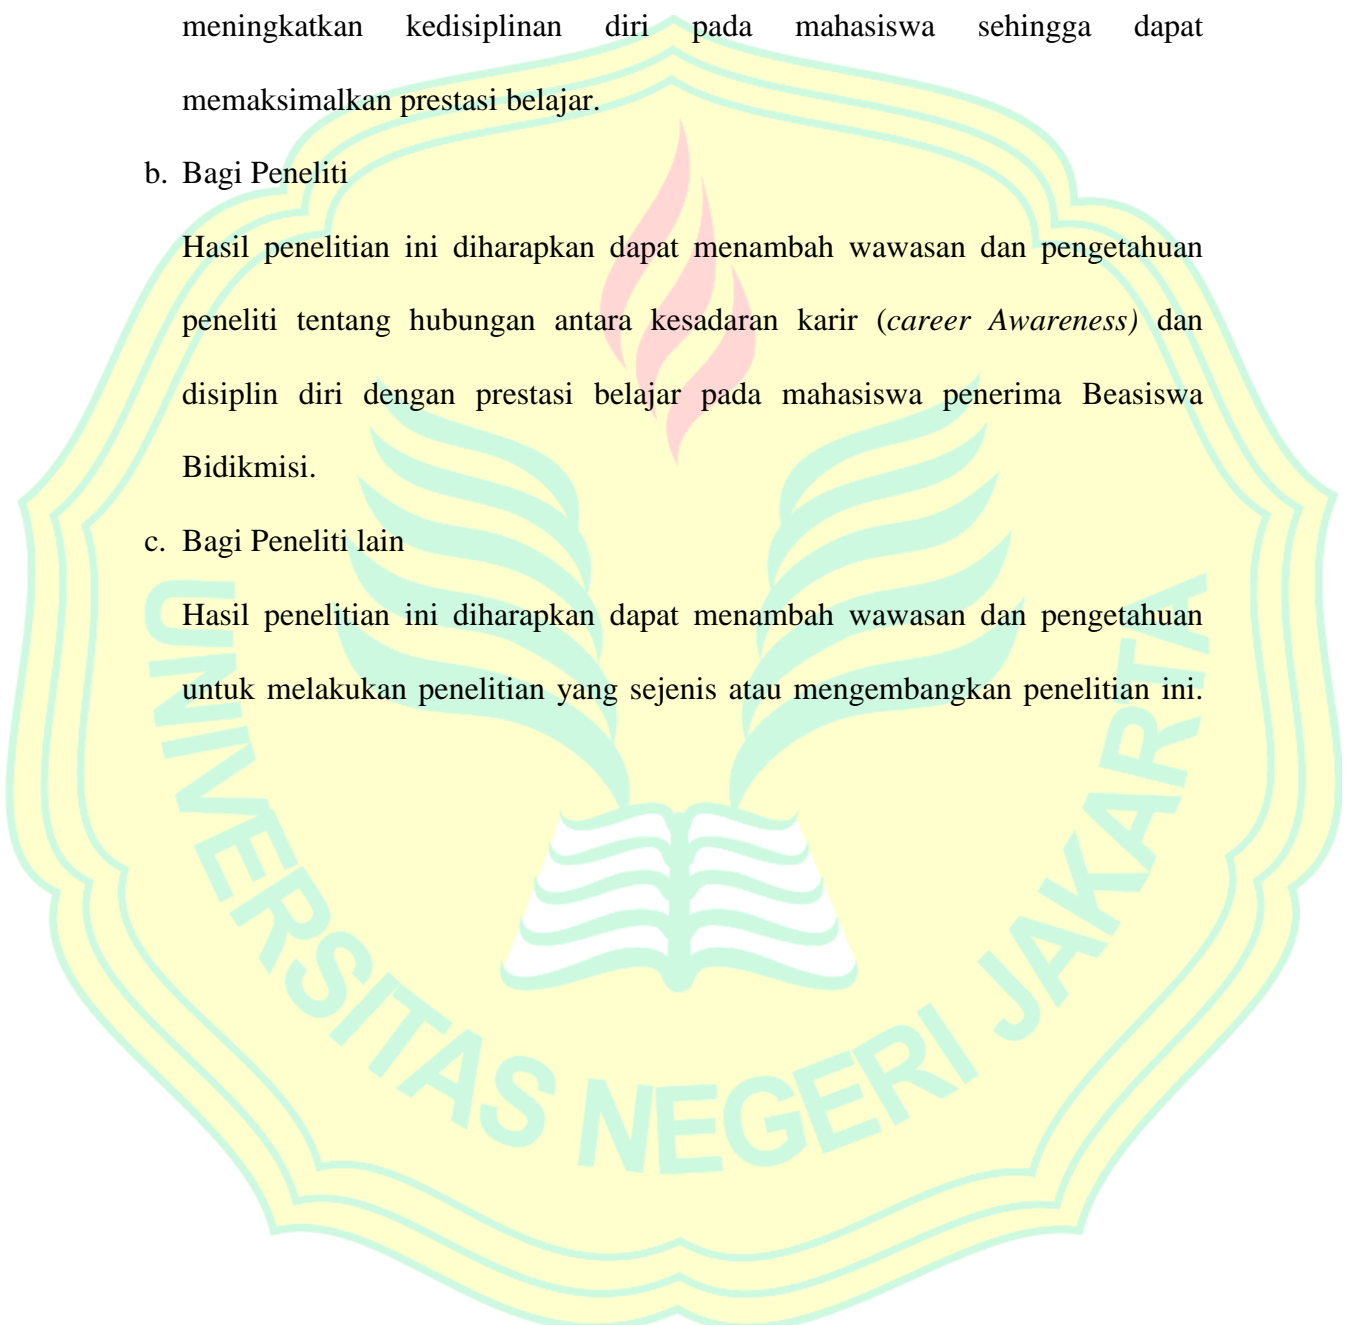 meningkatkan kedisiplinan diri pada mahasiswa sehingga dapat
memaksimalkan prestasi belajar.
b. Bagi Peneliti
Hasil penelitian ini diharapkan dapat menambah wawasan dan pengetahuan
peneliti tentang hubungan antara kesadaran karir (career Awareness) dan
disiplin diri dengan prestasi belajar pada mahasiswa penerima Beasiswa
Bidikmisi.
c. Bagi Peneliti lain
Hasil penelitian ini diharapkan dapat menambah wawasan dan pengetahuan
untuk melakukan penelitian yang sejenis atau mengembangkan penelitian ini.
UNIVERSITAS NEGERI JAKARTA